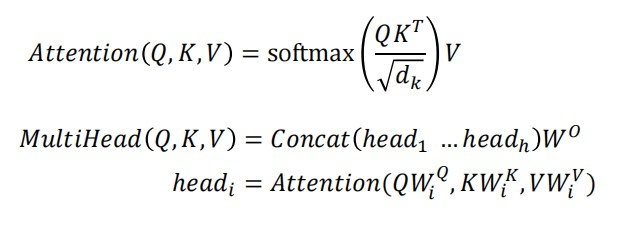 Attention(Q, K, V) = softmax(QK^T / √d_k)V
MultiHead(Q, K, V) = Concat(head_1 …head_h)W^O
head_i = Attention(QW_i^Q, KW_i^K, VW_i^V)